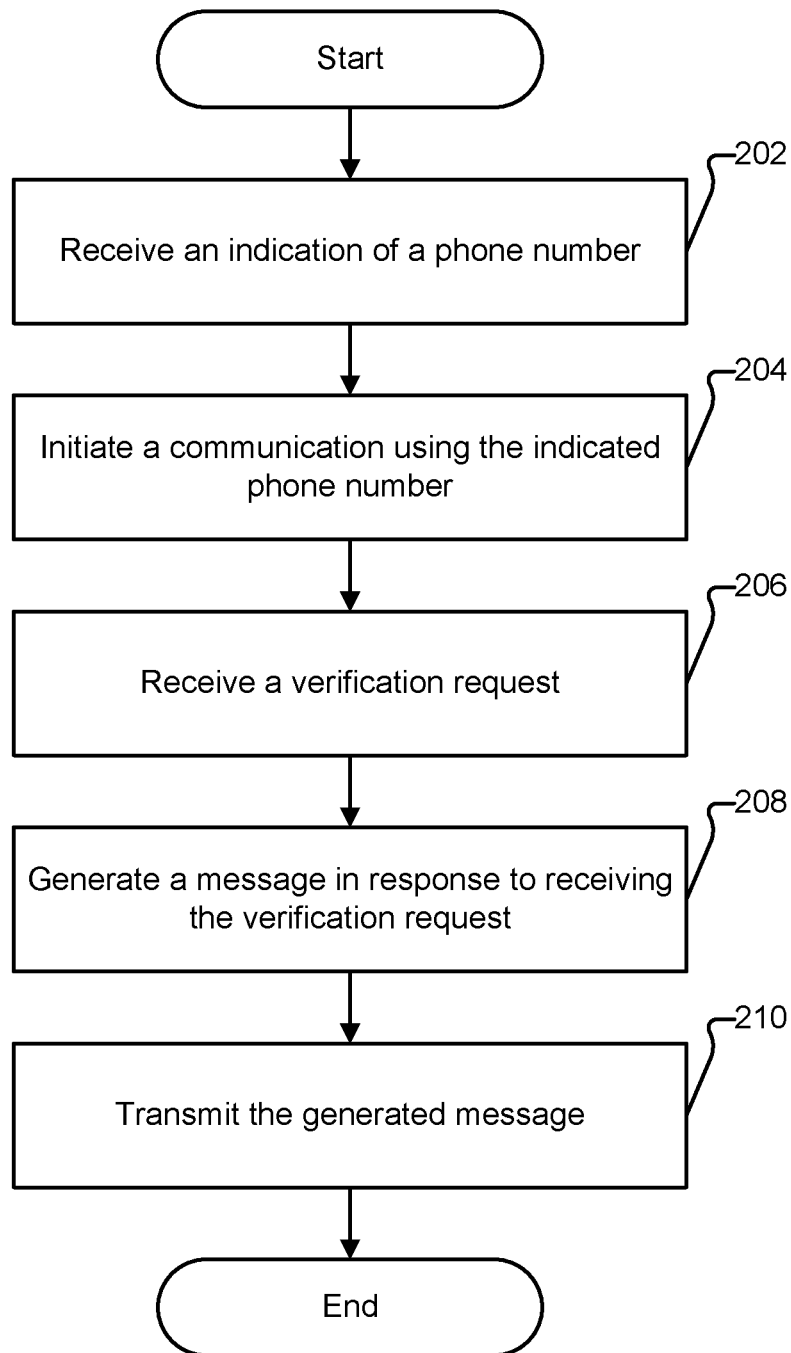 Start
202
Receive an indication of a phone number
204
Initiate a communication using the indicated
phone number
206
Receive a verification request
208
Generate a message in response to receiving
the verification request
210
Transmit the generated message
End